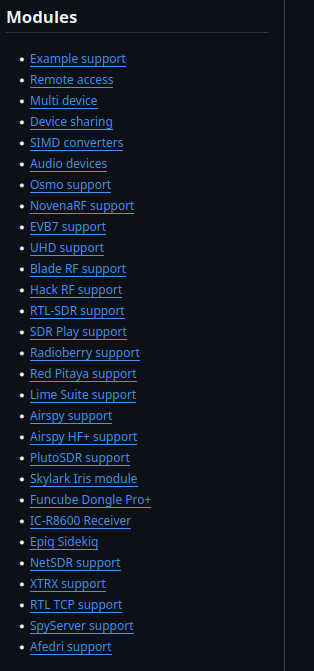 Modules
Example support
Remote access
Multi device
Device sharing
SIMD converters
Audio devices
Osmo support
NovenaRF support
EVB7 support
UHD support
Blade RF support
Hack RF support
RTL-SDR support
SDR Play support
Radioberry support
Red Pitaya support
Lime Suite support
Airspy support
Airspy HF+ support
PlutoSDR support
Skylark Iris module
Funcube Dongle Pro+
IC-R8600 Receiver
Epiq Sidekiq
NetSDR support
XTRX support
RTL TCP support
SpyServer support
Afedri support